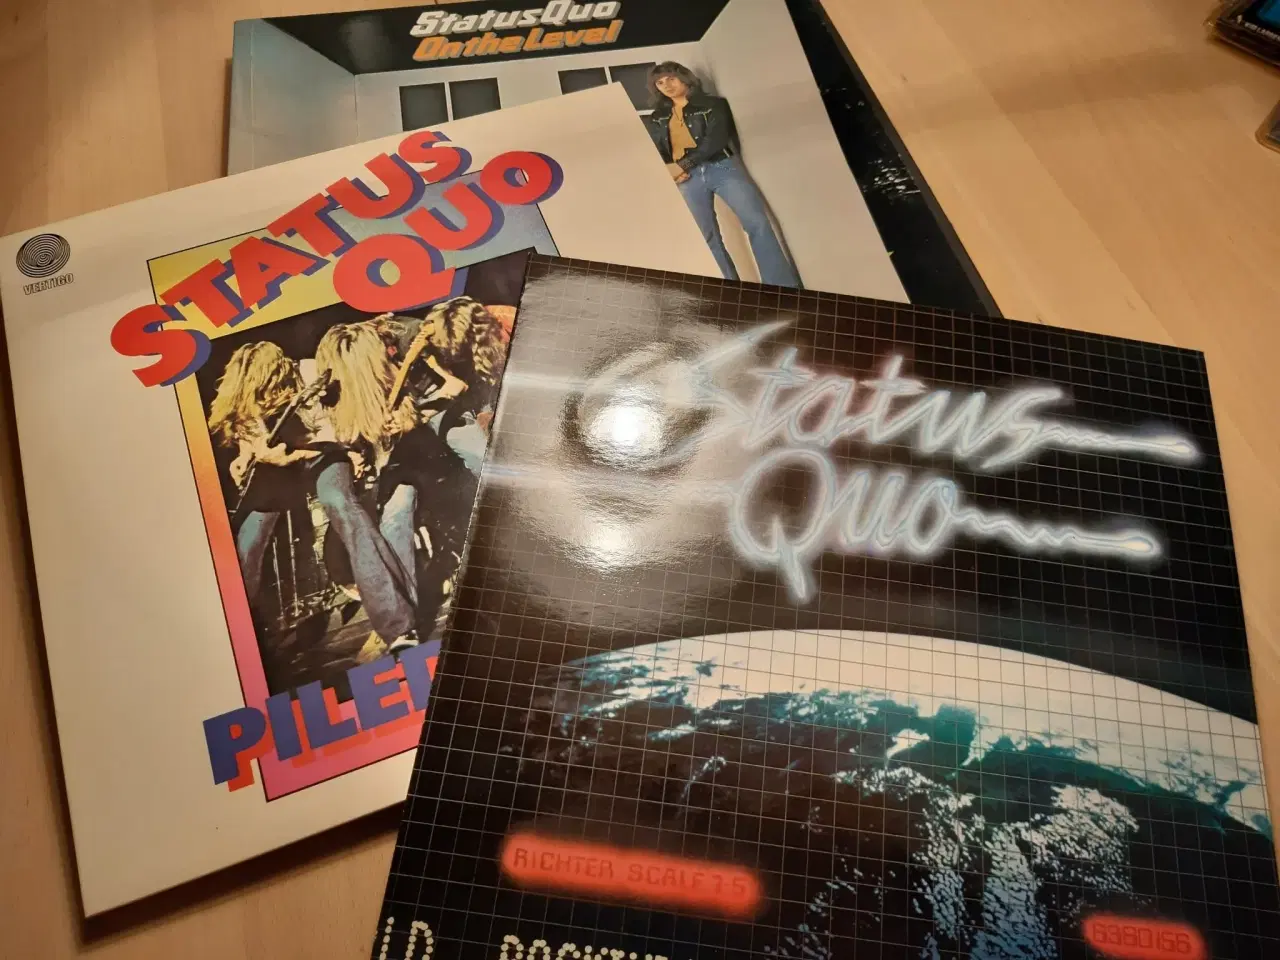 Status Quo
On the Level
VERTIGO
STATUS
QUO
PILED
Status
Quo
RICHTER SCALE 7.5
6360156